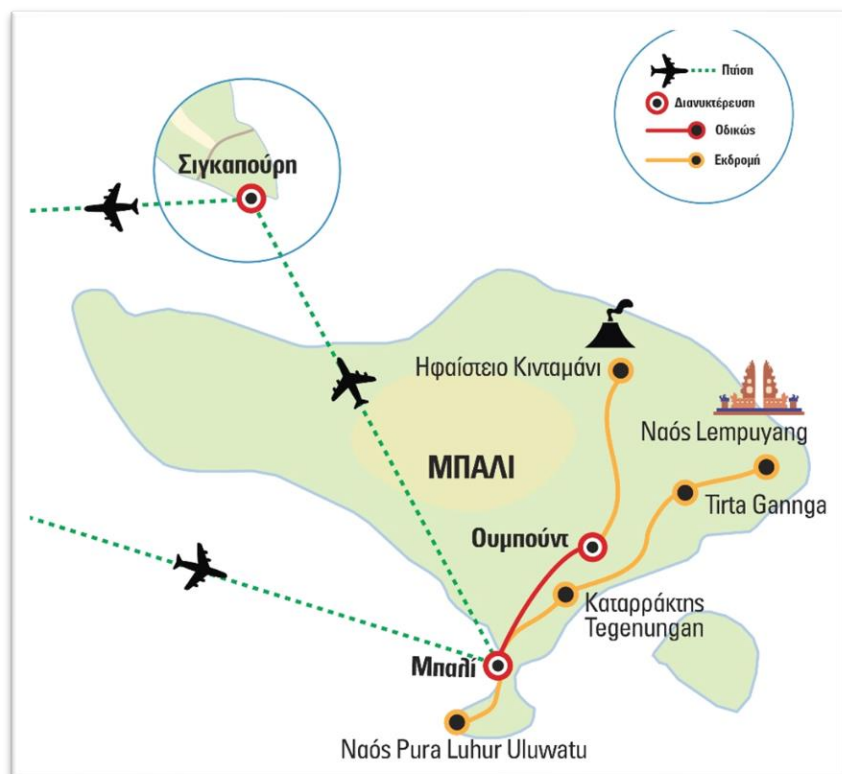 Πτήση
Διανυκτέρευση
Οδικώς
Εκδρομή
Σιγκαπούρη
Ηφαίστειο Κινταμάνι
Ναός Lempuyang
ΜΠΑΛΙ
Tirta Gannga
Ουμπούντ
Καταρράκτης
Tegenungan
Μπαλί
Ναός Pura Luhur Uluwatu